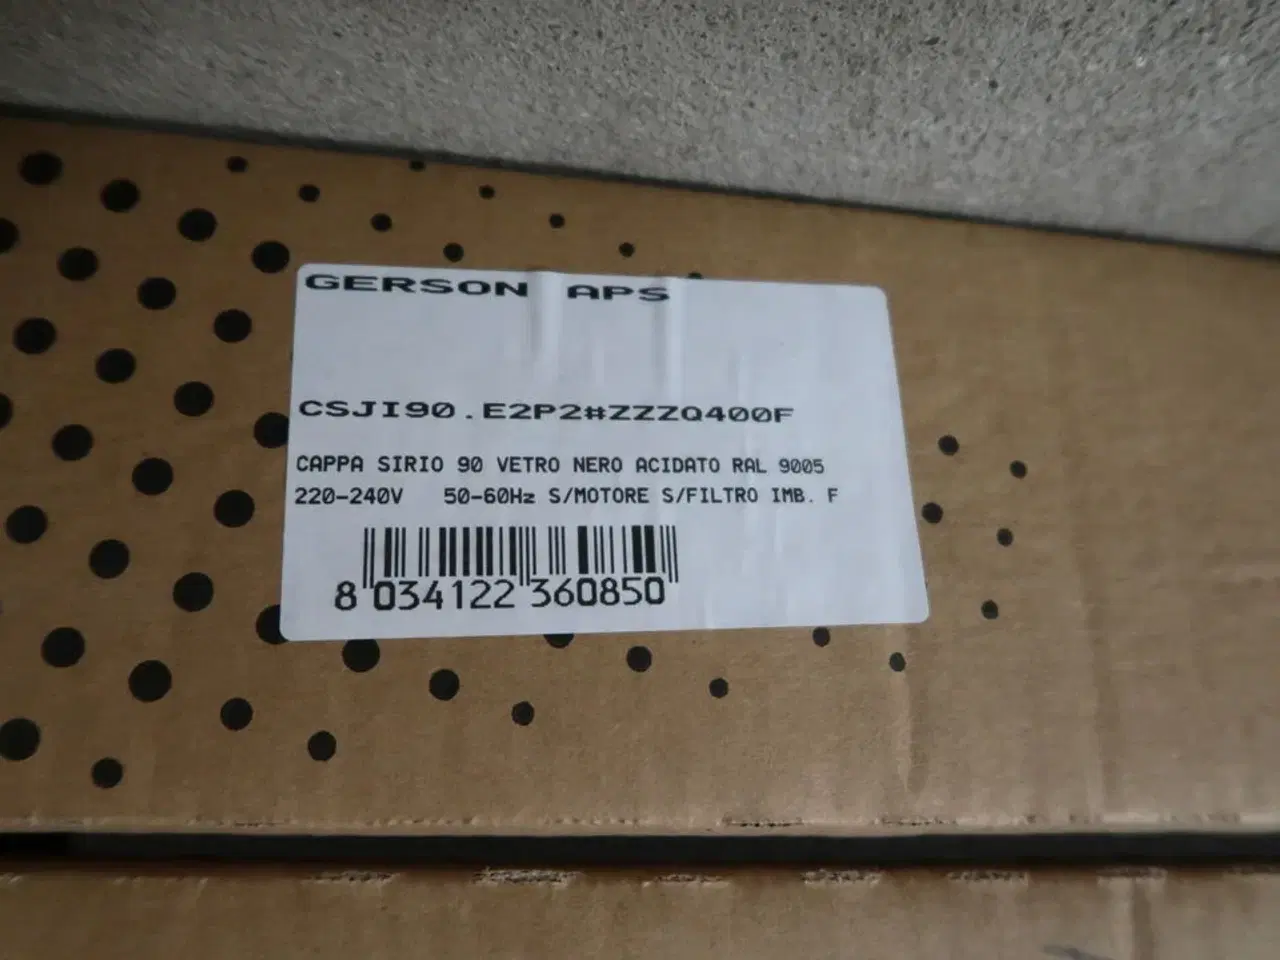 GERSON APS
CSJI90.E2P2#ZZZQ400F
CAPPA SIRIO 90 VETRO NERO ACIDATO RAL 9005
220-240V 50-60Hz S/MOTORE S/FILTRO IMB. F
8 034122 360850